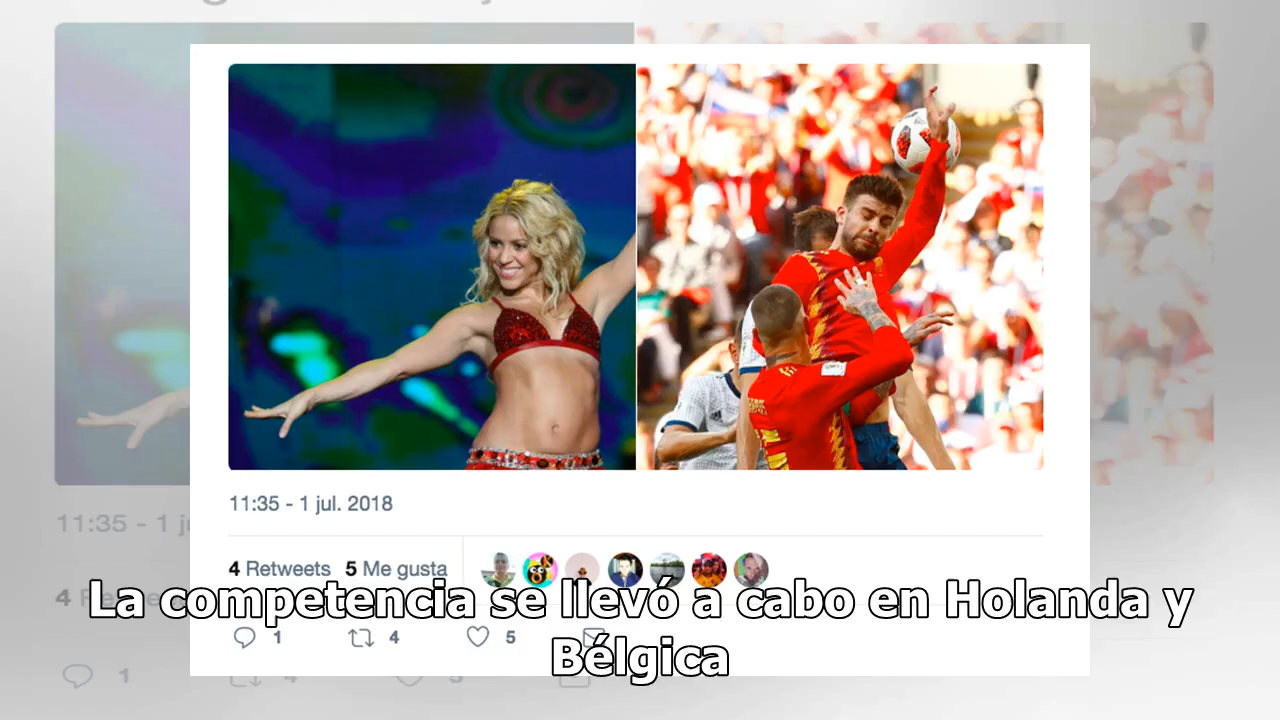 11:35 - 1 jul. 2018
4 Retweets 5 Me gusta
La competencia se llevó a cabo en Holanda y
Bélgica
1 4 5